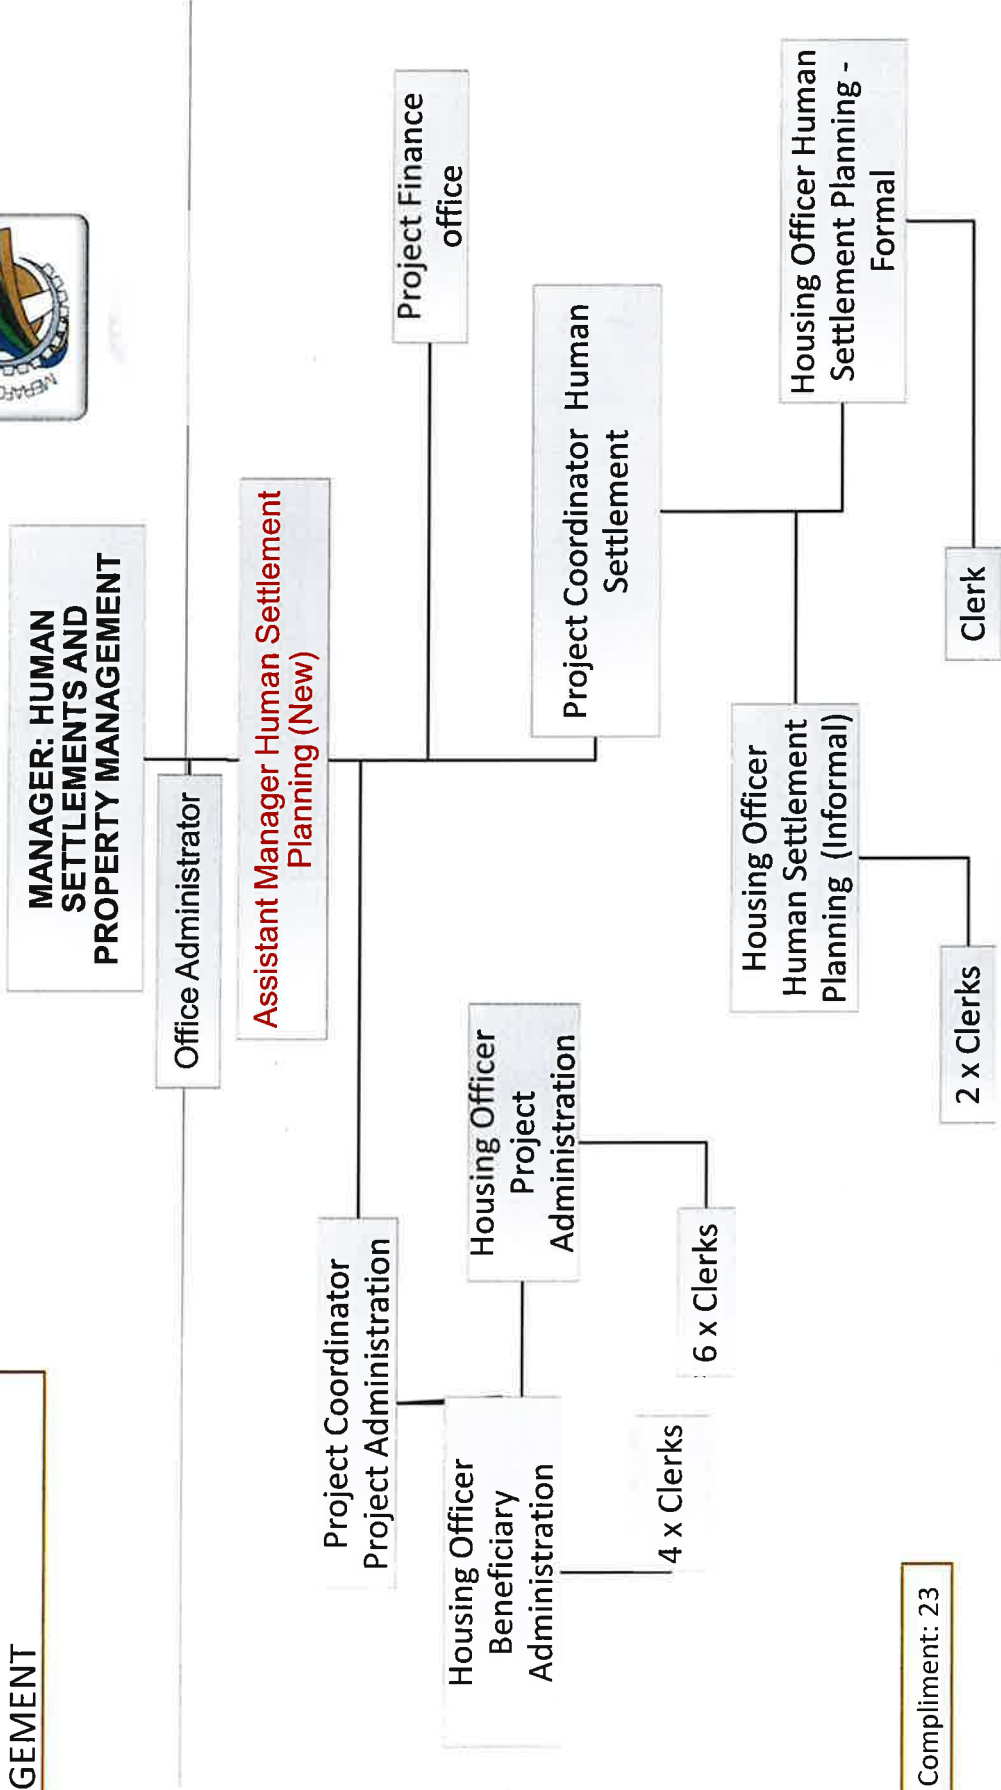 GEMENT
MANAGER: HUMAN
SETTLEMENTS AND
PROPERTY MANAGEMENT
Office Administrator
Assistant Manager Human Settlement
Planning (New)
Project Coordinator
Project Administration
Project Finance
office
Housing Officer
Beneficiary
Administration
Housing Officer
Project
Administration
Project Coordinator Human
Settlement
4 x Clerks
6 x Clerks
Housing Officer
Human Settlement
Planning (Informal)
Housing Officer Human
Settlement Planning -
Formal
2 x Clerks
Clerk
Compliment: 23